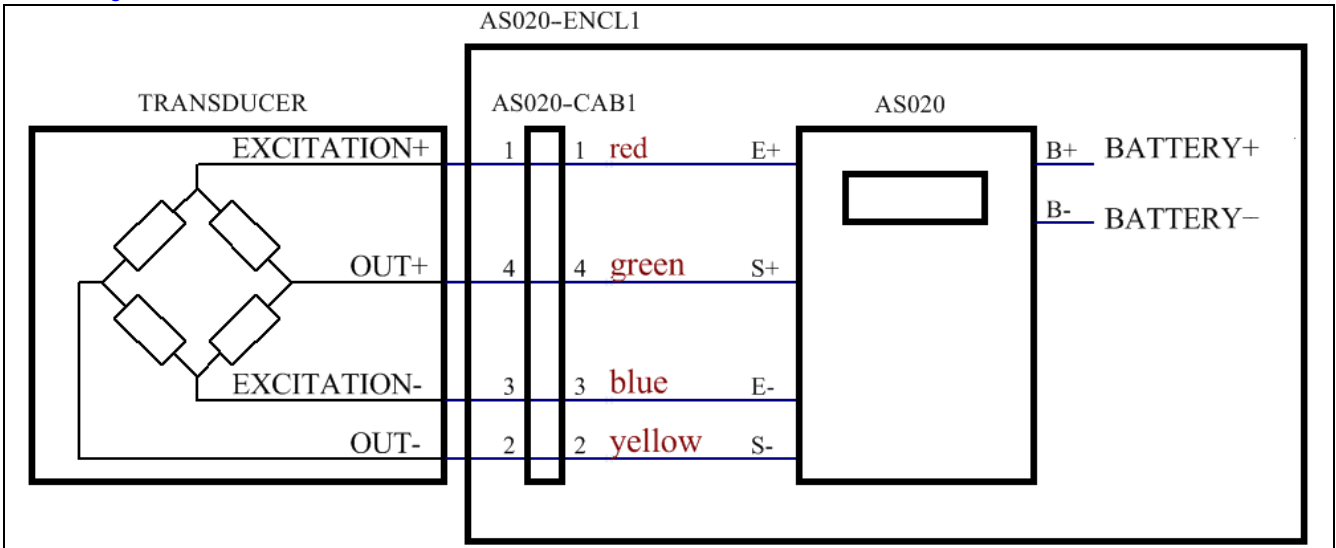 AS020-ENCL1
TRANSDUCER
AS020-CAB1
AS020
EXCITATION+ 1 1 red E+ B+ BATTERY+
B- BATTERY-
OUT+ 4 4 green S+
EXCITATION- 3 3 blue E-
OUT- 2 2 yellow S-